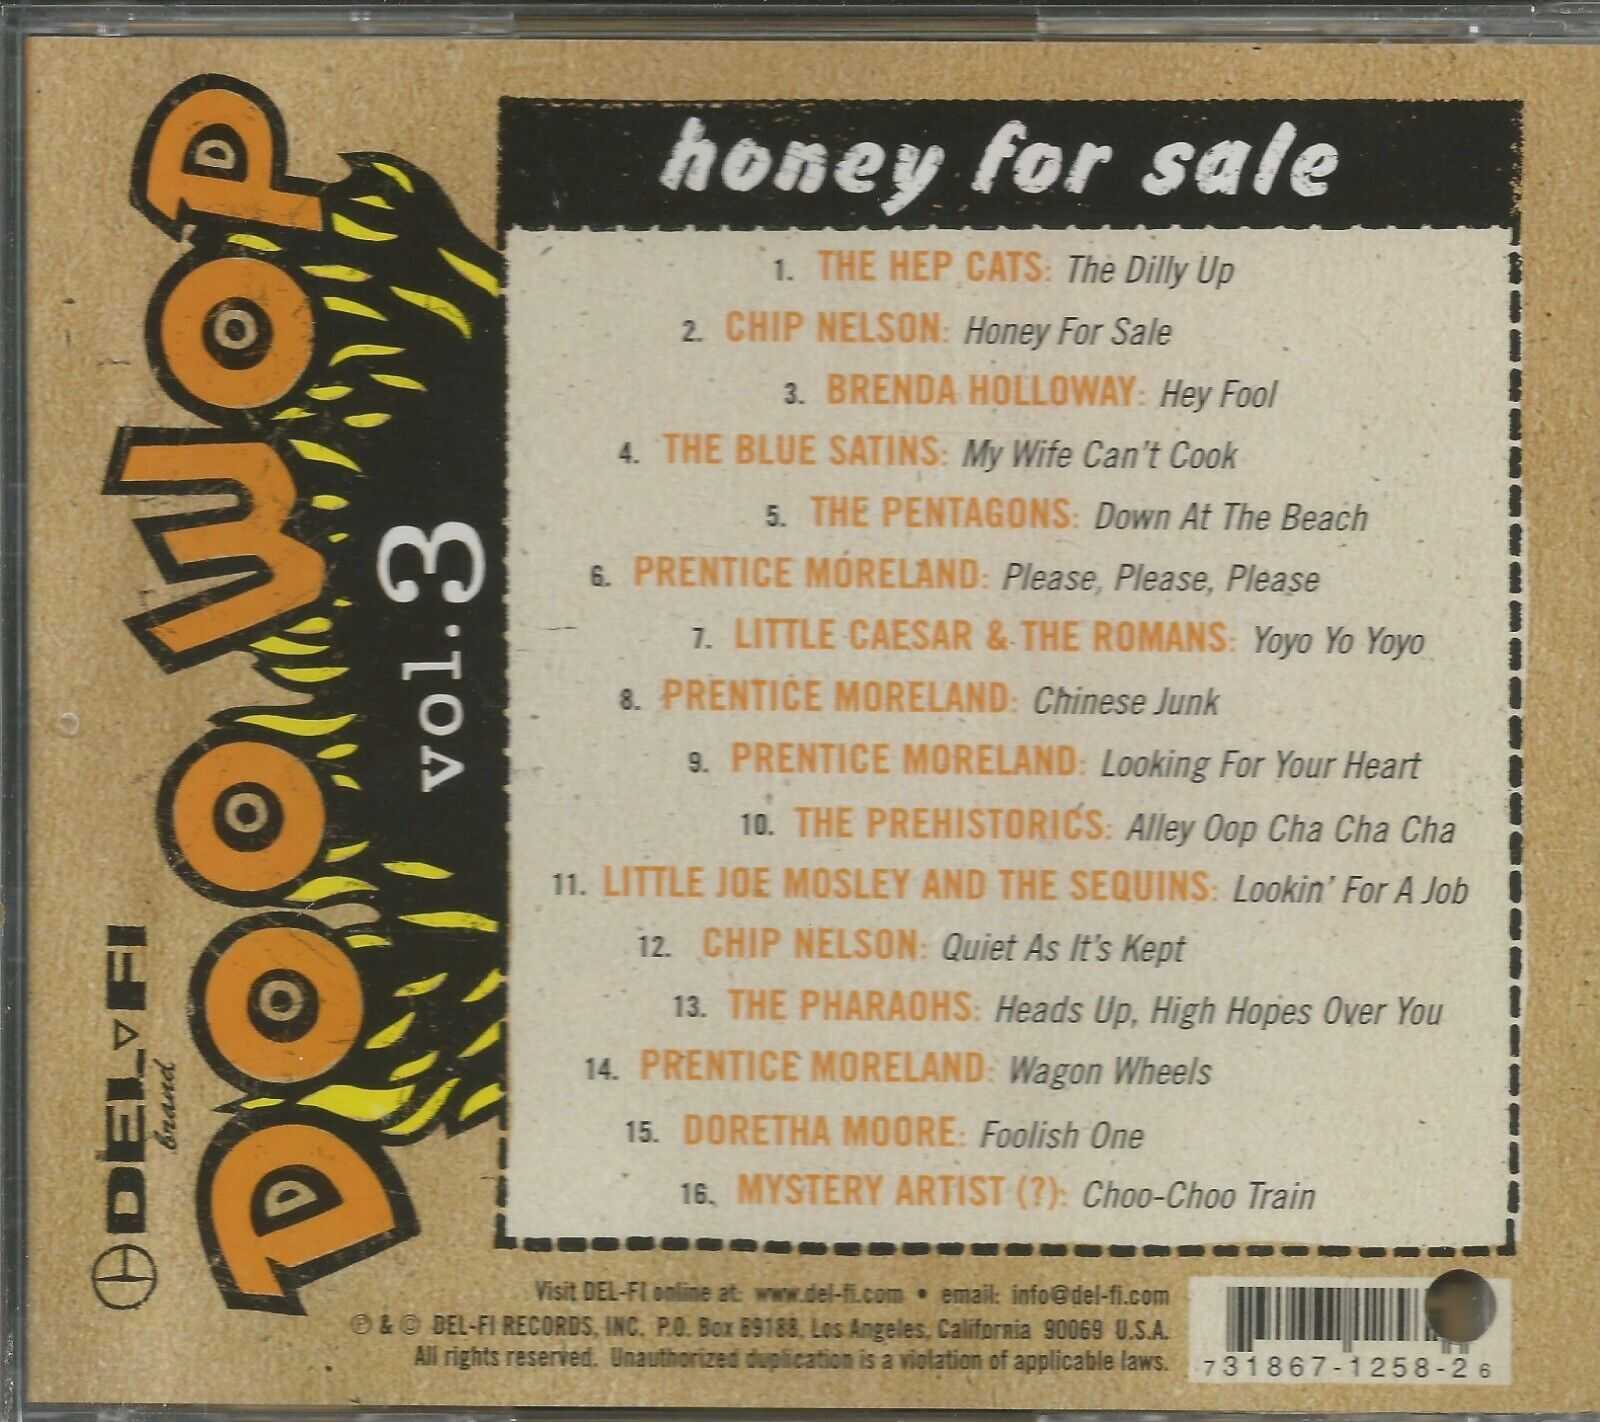 DOO WOP
vol.3
DEL-FI
brand
honey for sale
1. THE HEP CATS: The Dilly Up
2. CHIP NELSON: Honey For Sale
3. BRENDA HOLLOWAY: Hey Fool
4. THE BLUE SATINS: My Wife Can't Cook
5. THE PENTAGONS: Down At The Beach
6. PRENTICE MORELAND: Please, Please, Please
7. LITTLE CAESAR & THE ROMANS: Yoyo Yo Yoyo
8. PRENTICE MORELAND: Chinese Junk
9. PRENTICE MORELAND: Looking For Your Heart
10. THE PREHISTORICS: Alley Oop Cha Cha Cha
11. LITTLE JOE MOSLEY AND THE SEQUINS: Lookin' For A Job
12. CHIP NELSON: Quiet As It's Kept
13. THE PHARAOHS: Heads Up, High Hopes Over You
14. PRENTICE MORELAND: Wagon Wheels
15. DORETHA MOORE: Foolish One
16. MYSTERY ARTIST (?): Choo-Choo Train
Visit DEL-FI online at: www.del-fi.com • email: info@del-fi.com
℗ & © DEL-FI RECORDS, INC. P.O. Box 69188, Los Angeles, California 90069 U.S.A.
All rights reserved. Unauthorized duplication is a violation of applicable laws.
7 31867-1258-2 6